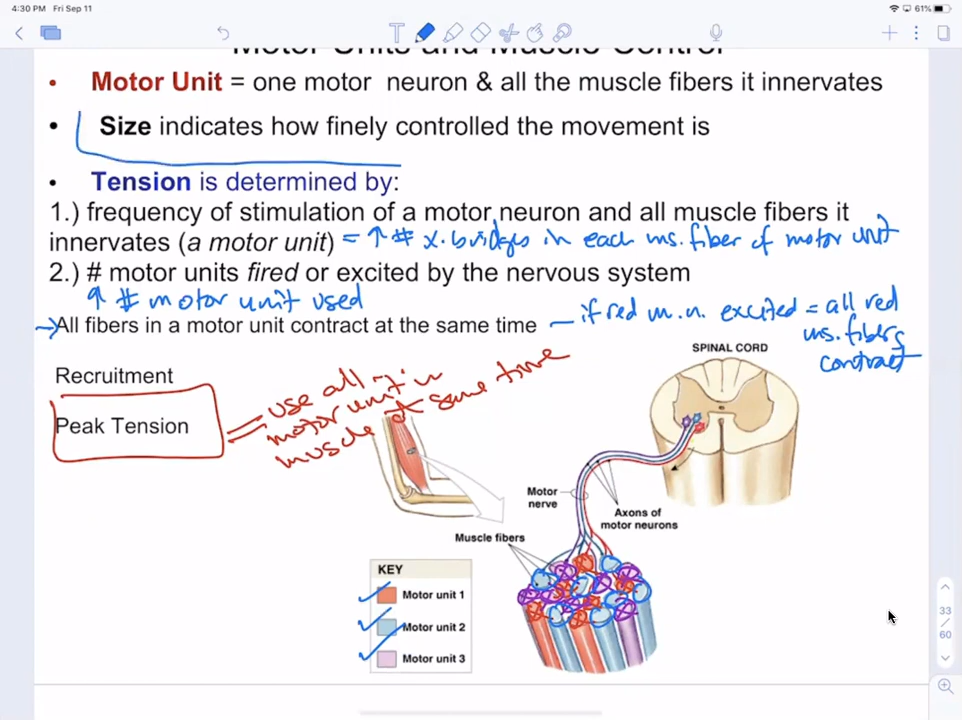 4:30 PM Fri Sep 11
61%
Motor Units and Muscle Control
• Motor Unit = one motor neuron & all the muscle fibers it innervates
• Size indicates how finely controlled the movement is
• Tension is determined by:
1.) frequency of stimulation of a motor neuron and all muscle fibers it
innervates (a motor unit) = ↑ # x.bridges in each ms. fiber of motor unit
2.) # motor units fired or excited by the nervous system
↑ # motor unit used
→ All fibers in a motor unit contract at the same time – if red m.n. excited = all red
ms. fibers
contract
Recruitment
Peak Tension = use all
motor unit in
muscle at same time
SPINAL CORD
Motor
nerve
Axons of
motor neurons
Muscle fibers
KEY
Motor unit 1
Motor unit 2
Motor unit 3
33
/
60